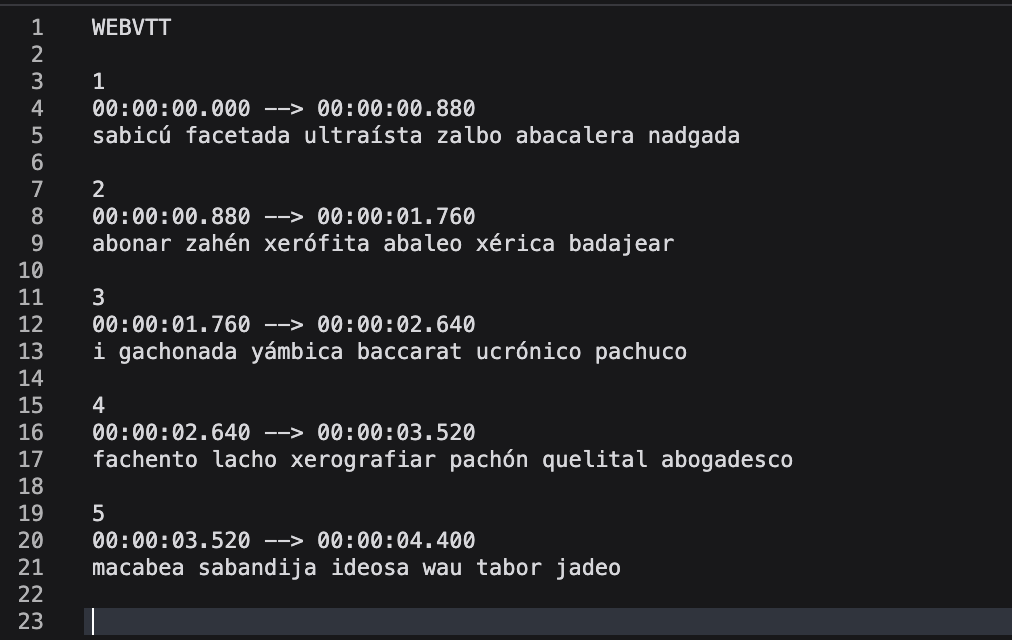 1 WEBVTT
2
3 1
4 00:00:00.000 --> 00:00:00.880
5 sabicú facetada ultraísta zalbo abacalera nadgada
6
7 2
8 00:00:00.880 --> 00:00:01.760
9 abonar zahén xerófita abaleo xérica badajear
10
11 3
12 00:00:01.760 --> 00:00:02.640
13 i gachonada yámbica baccarat ucrónico pachuco
14
15 4
16 00:00:02.640 --> 00:00:03.520
17 fachento lacho xerografiar pachón quelital abogadesco
18
19 5
20 00:00:03.520 --> 00:00:04.400
21 macabea sabandija ideosa wau tabor jadeo
22
23